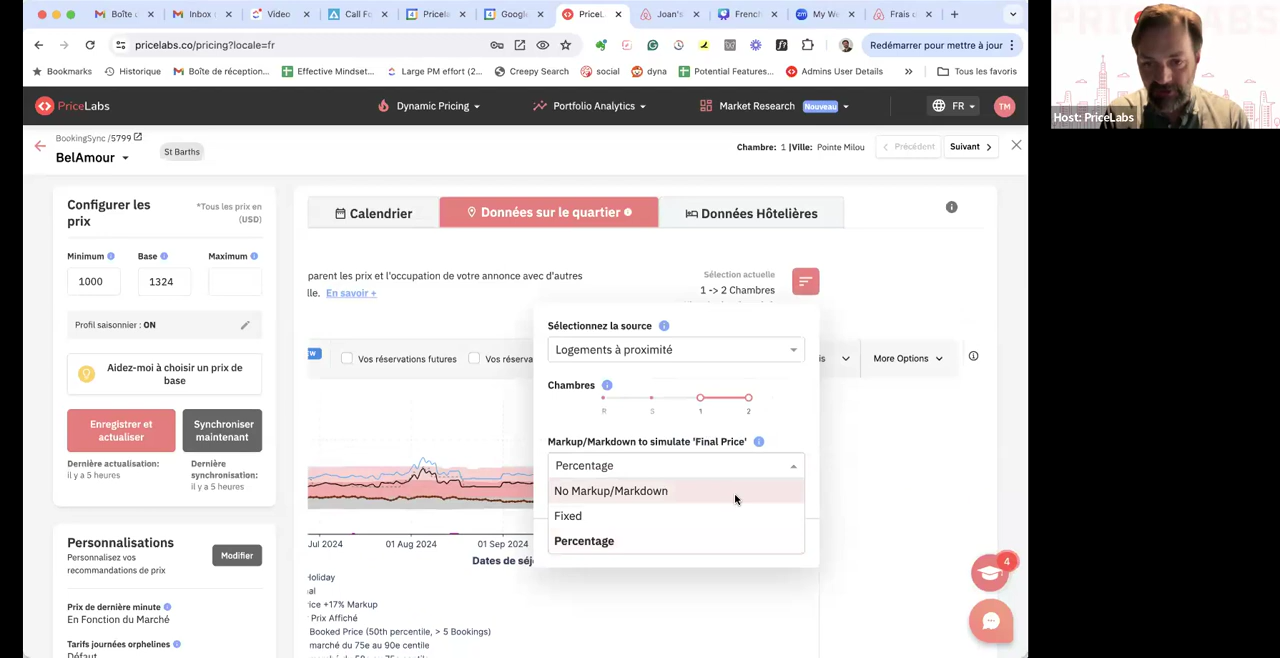 Boîte d
Inbox (
Video
Call Fo
Pricela
Google
PriceL
Joan's
French
My We
Frais d
pricelabs.co/pricing?locale=fr
Redémarrer pour mettre à jour
Bookmarks
Historique
Boîte de réception...
Effective Mindset...
Large PM effort (2...
Creepy Search
social
dyna
Potential Features...
Admins User Details
»
Tous les favoris
PriceLabs
Dynamic Pricing
Portfolio Analytics
Market Research Nouveau
FR
TM
BookingSync /5799
BelAmour
St Barths
Chambre: 1 |Ville: Pointe Milou
Précédent
Suivant
Configurer les prix
*Tous les prix en (USD)
Minimum
Base
Maximum
1000
1324
Profil saisonnier : ON
Aidez-moi à choisir un prix de base
Enregistrer et actualiser
Synchroniser maintenant
Dernière actualisation:
il y a 5 heures
Dernière synchronisation:
il y a 5 heures
Personnalisations
Personnalisez vos recommandations de prix
Modifier
Prix de dernière minute
En Fonction du Marché
Tarifs journées orphelines
Défaut
Calendrier
Données sur le quartier
Données Hôtelières
parent les prix et l'occupation de votre annonce avec d'autres
lle. En savoir +
Sélection actuelle
1 -> 2 Chambres
EW
Vos réservations futures
Vos réserva
is
More Options
Sélectionnez la source
Logements à proximité
Chambres
R
S
1
2
Markup/Markdown to simulate 'Final Price'
Percentage
No Markup/Markdown
Fixed
Percentage
Jul 2024
01 Aug 2024
01 Sep 2024
Dates de séj
Holiday
al
ice +17% Markup
Prix Affiché
Booked Price (50th percentile, > 5 Bookings)
marché du 75e au 90e centile
4
PRICELABS
Host: PriceLabs